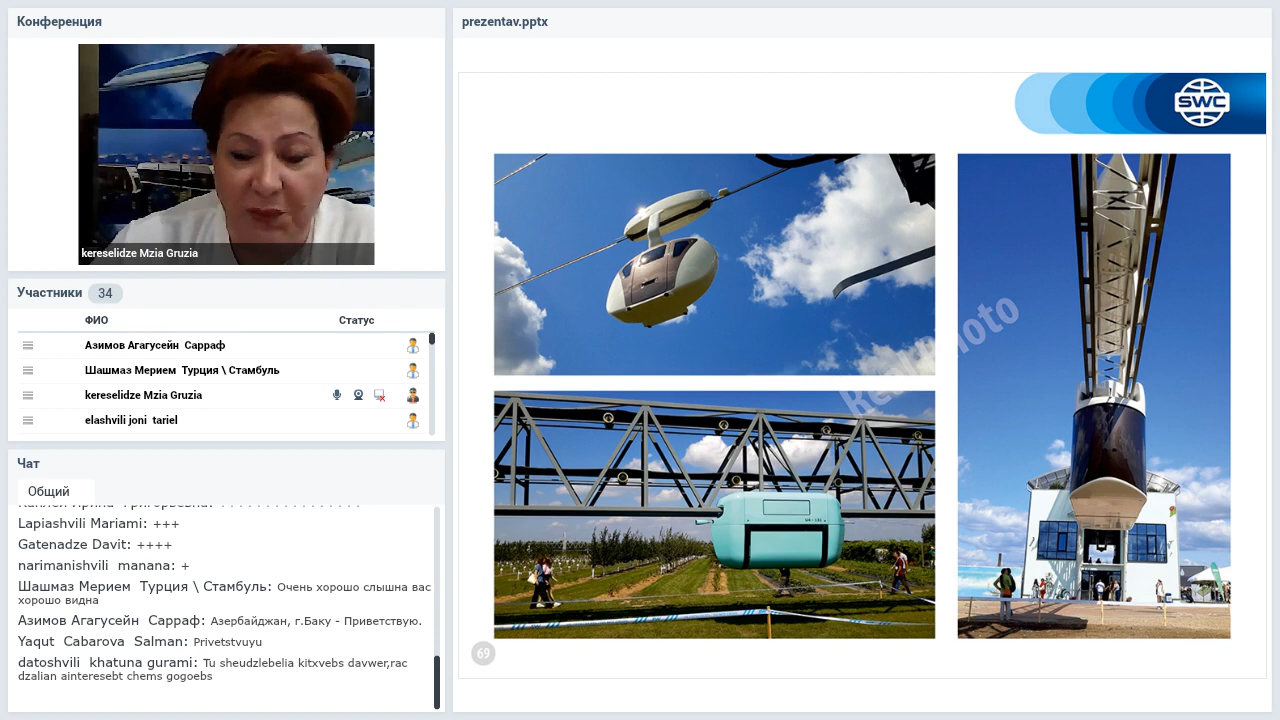 Конференция
kereselidze Mzia Gruzia
Участники 34
ФИО Статус
Азимов Агагусейн Сарраф
Шашмаз Мерием Турция \ Стамбуль
kereselidze Mzia Gruzia
elashvili joni tariel
Чат
Общий
Lapiashvili Mariami: +++
Gatenadze Davit: ++++
narimanishvili manana: +
Шашмаз Мерием Турция \ Стамбуль: Очень хорошо слышна вас
хорошо видна
Азимов Агагусейн Сарраф: Азербайджан, г.Баку - Приветствую.
Yaqut Cabarova Salman: Privetstvuyu
datoshvili khatuna gurami: Tu sheudzlebelia kitxvebs davwer,rac
dzalian ainteresebt chems gogoebs
prezentav.pptx
SWC
69